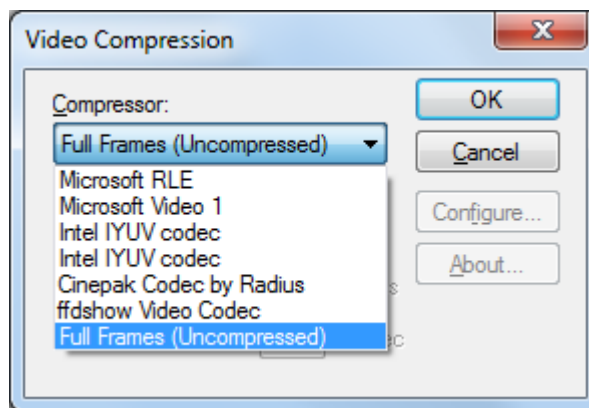 Video Compression
Compressor:
Full Frames (Uncompressed)
Microsoft RLE
Microsoft Video 1
Intel IYUV codec
Intel IYUV codec
Cinepak Codec by Radius
ffdshow Video Codec
Full Frames (Uncompressed)
OK
Cancel
Configure...
About...